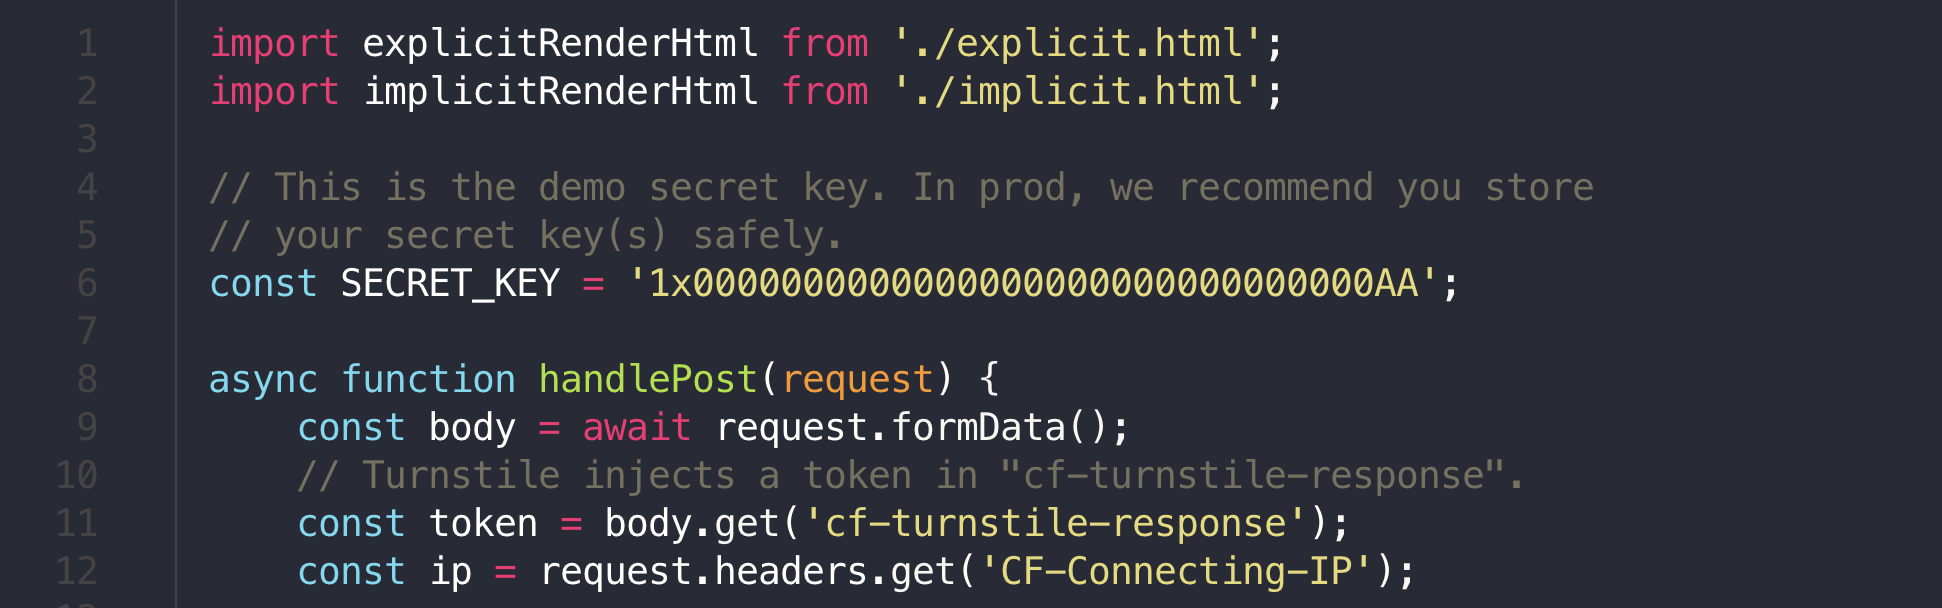 1 import explicitRenderHtml from './explicit.html';
2 import implicitRenderHtml from './implicit.html';
3
4 // This is the demo secret key. In prod, we recommend you store
5 // your secret key(s) safely.
6 const SECRET_KEY = '1x0000000000000000000000000000000AA';
7
8 async function handlePost(request) {
9 const body = await request.formData();
10 // Turnstile injects a token in "cf-turnstile-response".
11 const token = body.get('cf-turnstile-response');
12 const ip = request.headers.get('CF-Connecting-IP');